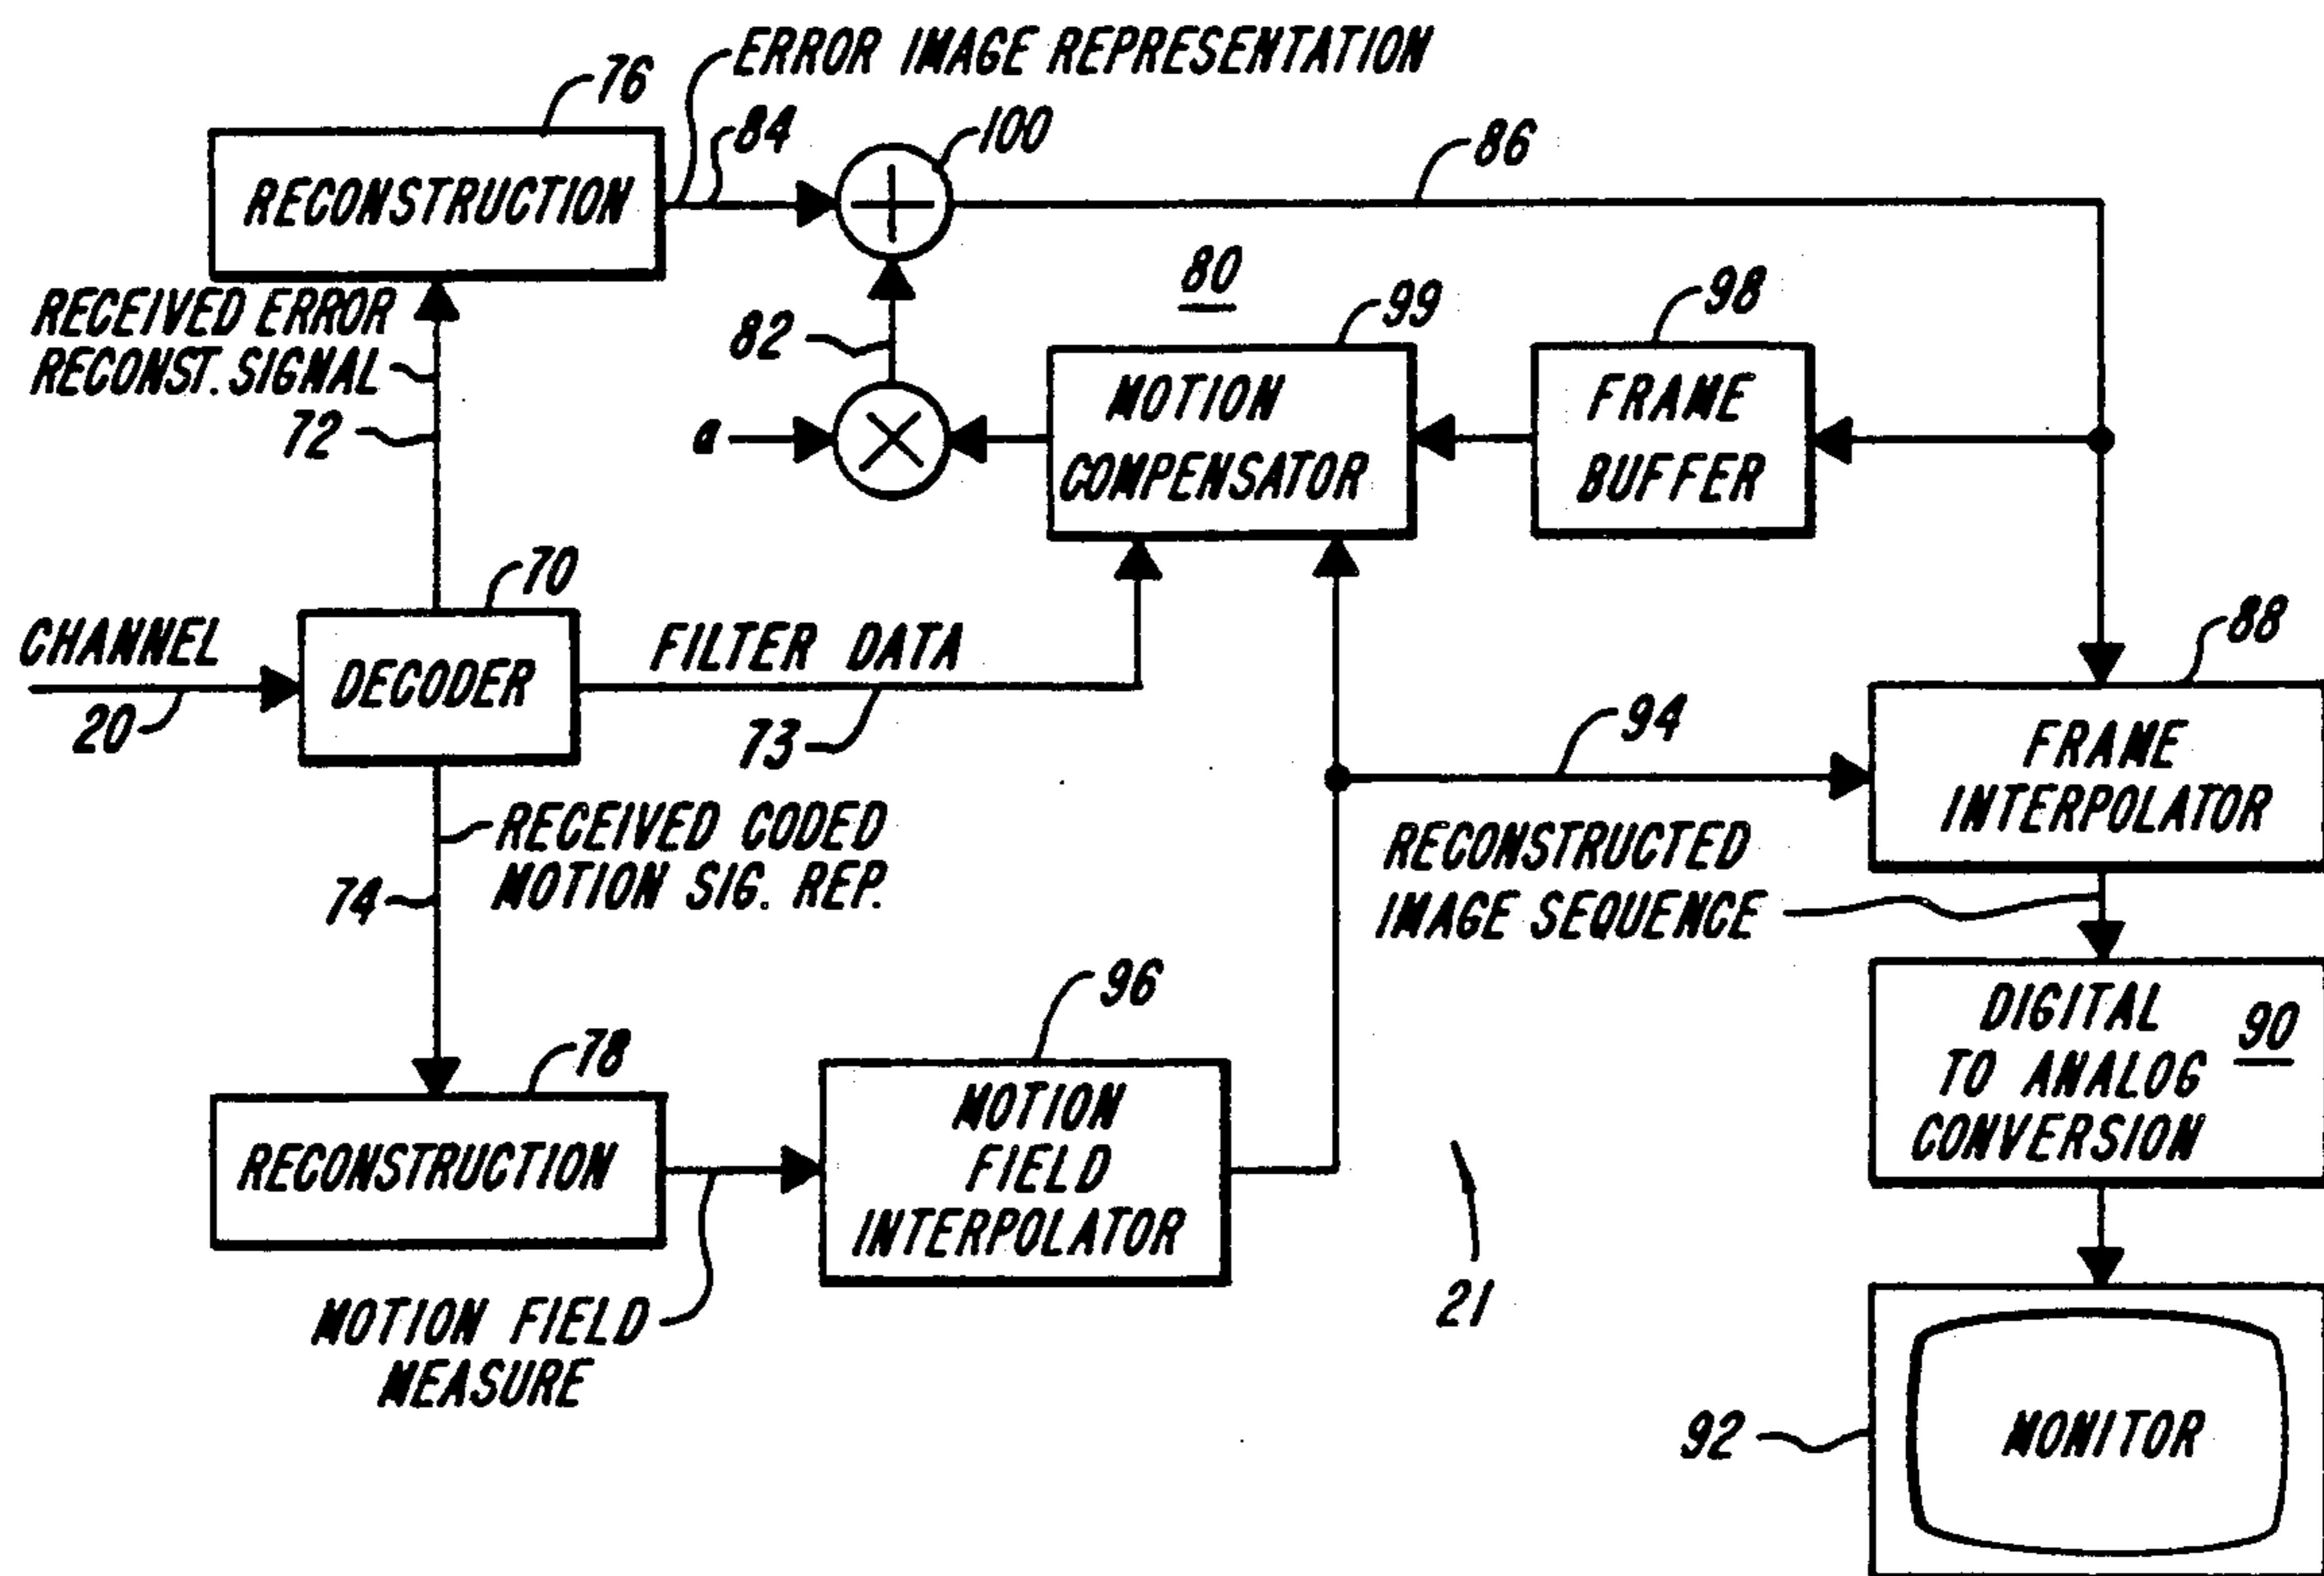 ERROR IMAGE REPRESENTATION
76
84
100
86
RECONSTRUCTION
80
99
98
RECEIVED ERROR
RECONST. SIGNAL
72
82
a
MOTION
COMPENSATOR
FRAME
BUFFER
70
CHANNEL
20
DECODER
FILTER DATA
73
88
94
FRAME
INTERPOLATOR
RECEIVED CODED
MOTION SIG. REP.
74
RECONSTRUCTED
IMAGE SEQUENCE
96
78
RECONSTRUCTION
MOTION
FIELD
INTERPOLATOR
DIGITAL
TO ANALOG
CONVERSION
90
21
MOTION FIELD
MEASURE
92
MONITOR